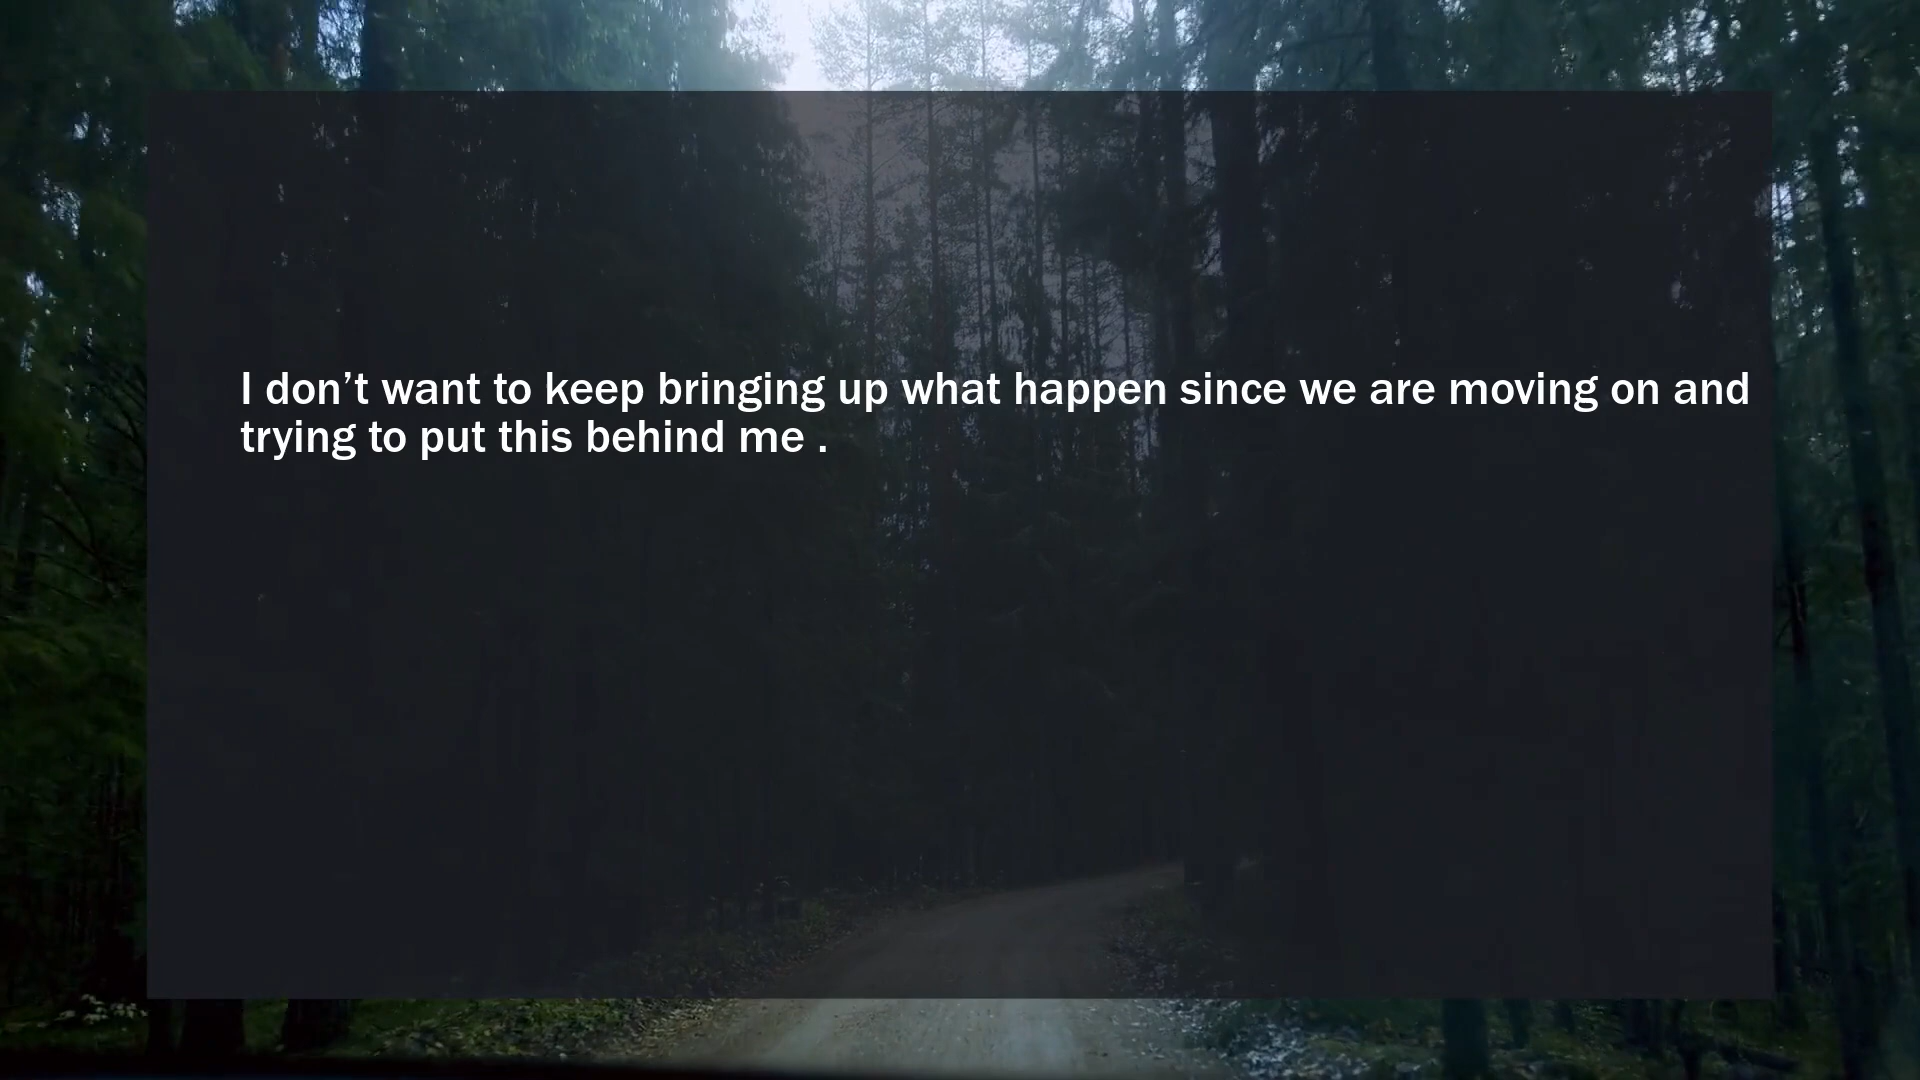 I don’t want to keep bringing up what happen since we are moving on and
trying to put this behind me .